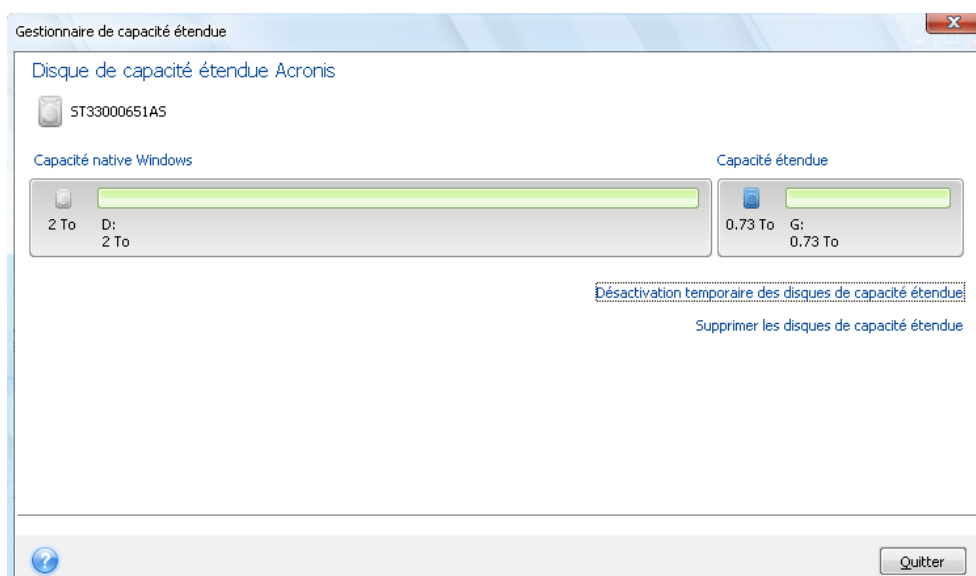 Gestionnaire de capacité étendue
Disque de capacité étendue Acronis
ST33000651AS
Capacité native Windows
Capacité étendue
2 To
D:
2 To
0.73 To
G:
0.73 To
Désactivation temporaire des disques de capacité étendue
Supprimer les disques de capacité étendue
Quitter